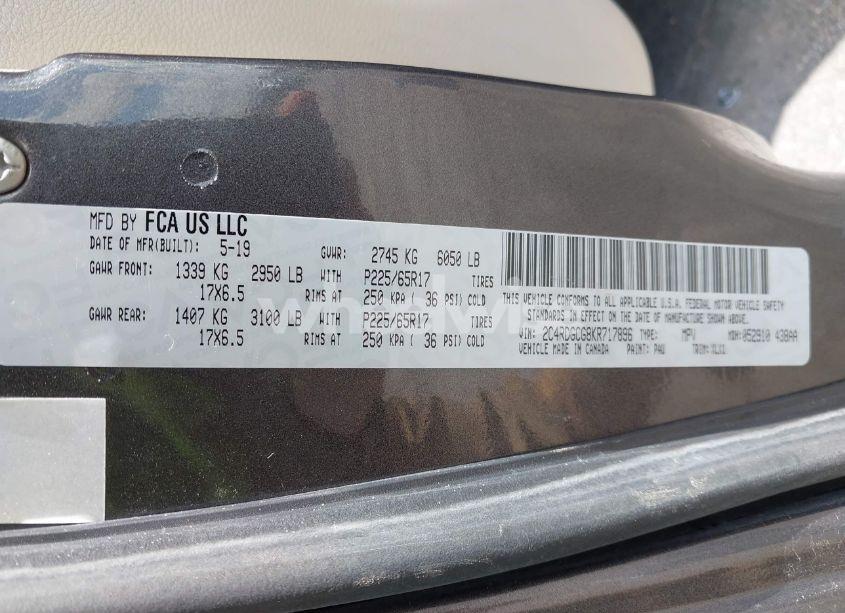 MFD BY FCA US LLC
DATE OF MFR(BUILT): 5-19 GVWR: 2745 KG 6050 LB
GAWR FRONT: 1339 KG 2950 LB WITH P225/65R17 TIRES
17X6.5 RIMS AT 250 KPA ( 36 PSI) COLD
GAWR REAR: 1407 KG 3100 LB WITH P225/65R17 TIRES
17X6.5 RIMS AT 250 KPA ( 36 PSI) COLD
THIS VEHICLE CONFORMS TO ALL APPLICABLE U.S.A. FEDERAL MOTOR VEHICLE SAFETY
STANDARDS IN EFFECT ON THE DATE OF MANUFACTURE SHOWN ABOVE.
VIN: 2C4RDGCG8KR717896 TYPE: MPV MDH: 052910 438AA
VEHICLE MADE IN CANADA PAINT: PAU TRIM: